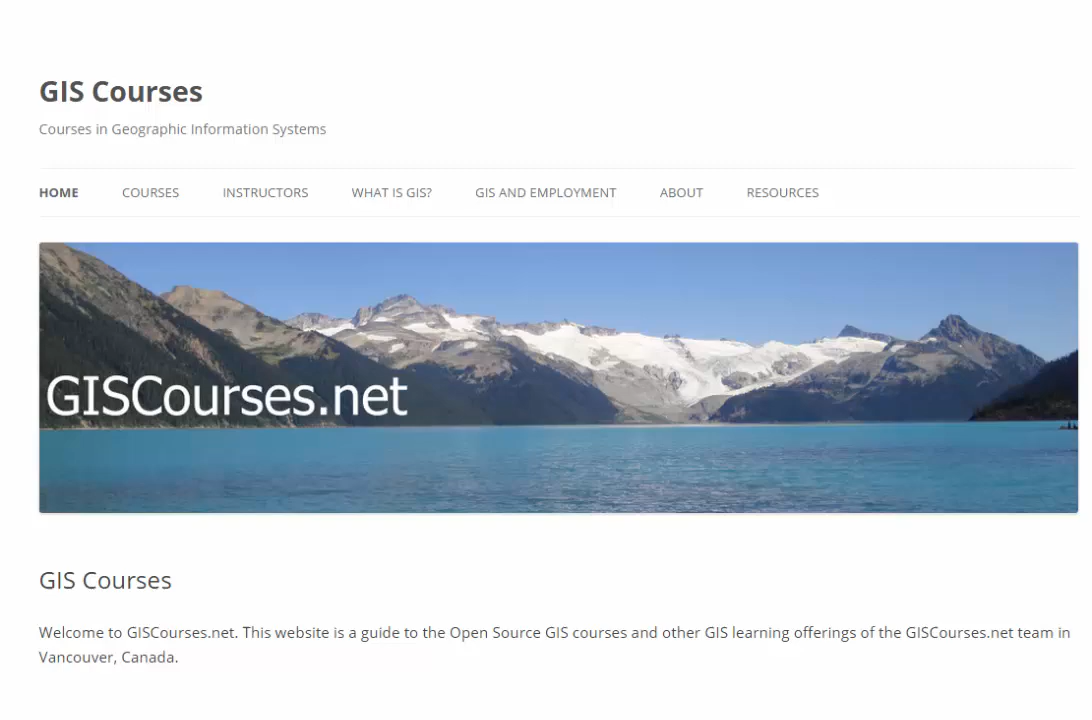 GIS Courses
Courses in Geographic Information Systems
HOME COURSES INSTRUCTORS WHAT IS GIS? GIS AND EMPLOYMENT ABOUT RESOURCES
GISCourses.net
GIS Courses
Welcome to GISCourses.net. This website is a guide to the Open Source GIS courses and other GIS learning offerings of the GISCourses.net team in
Vancouver, Canada.